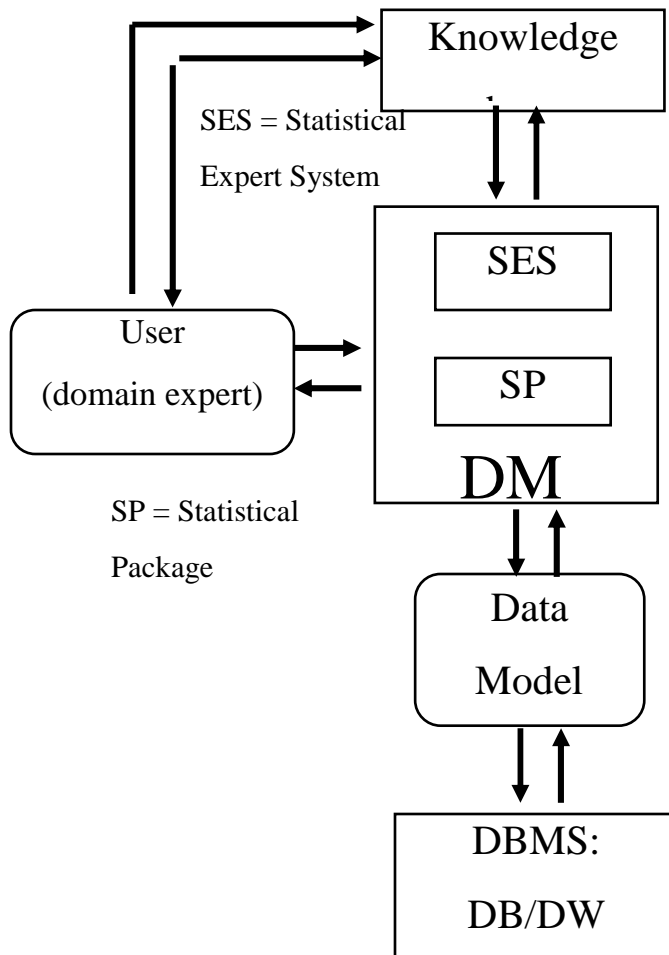 Knowledge
SES = Statistical
Expert System
SES
User
(domain expert)
SP
DM
SP = Statistical
Package
Data
Model
DBMS:
DB/DW